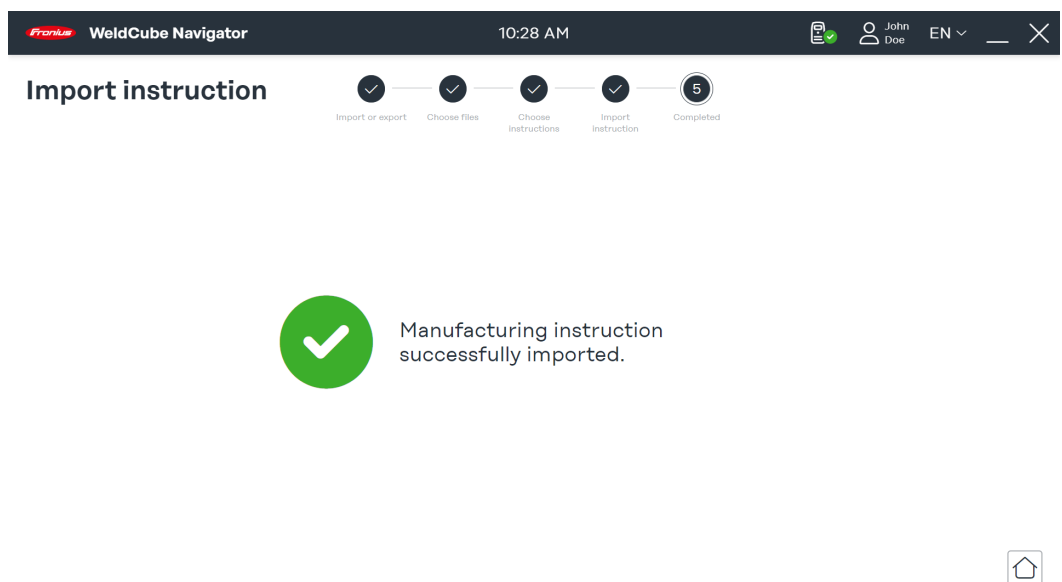 Fronius WeldCube Navigator 10:28 AM John Doe EN
Import instruction
5
Import or export
Choose files
Choose
instructions
Import
instruction
Completed
Manufacturing instruction
successfully imported.